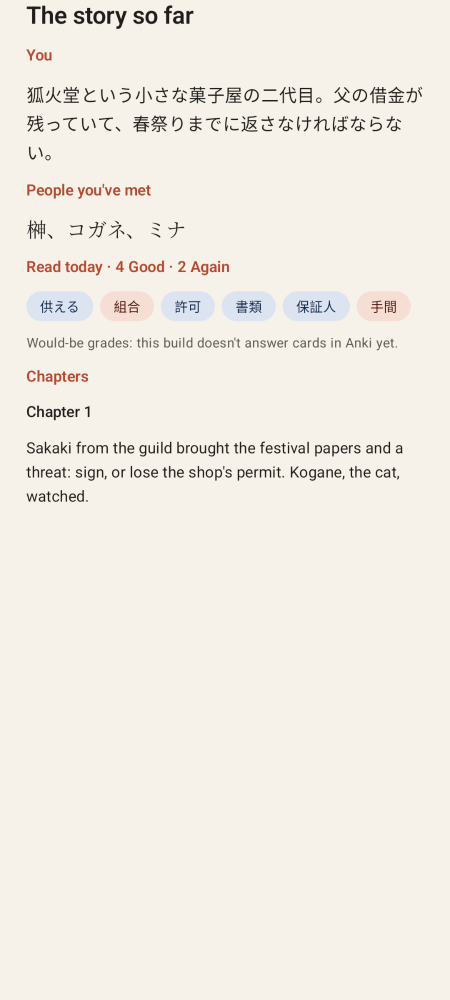 The story so far
You
狐火堂という小さな菓子屋の二代目。父の借金が
残っていて、春祭りまでに返さなければならな
い。
People you've met
榊、コガネ、ミナ
Read today · 4 Good · 2 Again
供える 組合 許可 書類 保証人 手間
Would-be grades: this build doesn't answer cards in Anki yet.
Chapters
Chapter 1
Sakaki from the guild brought the festival papers and a
threat: sign, or lose the shop's permit. Kogane, the cat,
watched.